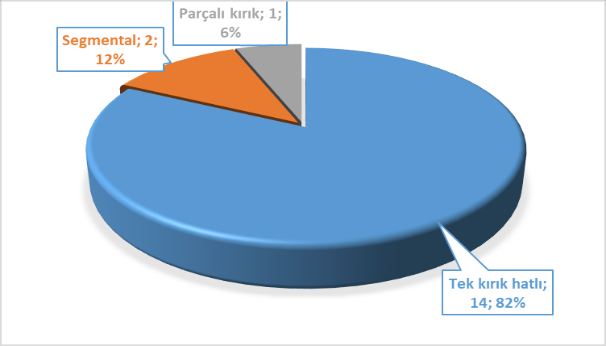 Parçalı kırık; 1;
6%
Segmental; 2;
12%
Tek kırık hatlı;
14; 82%